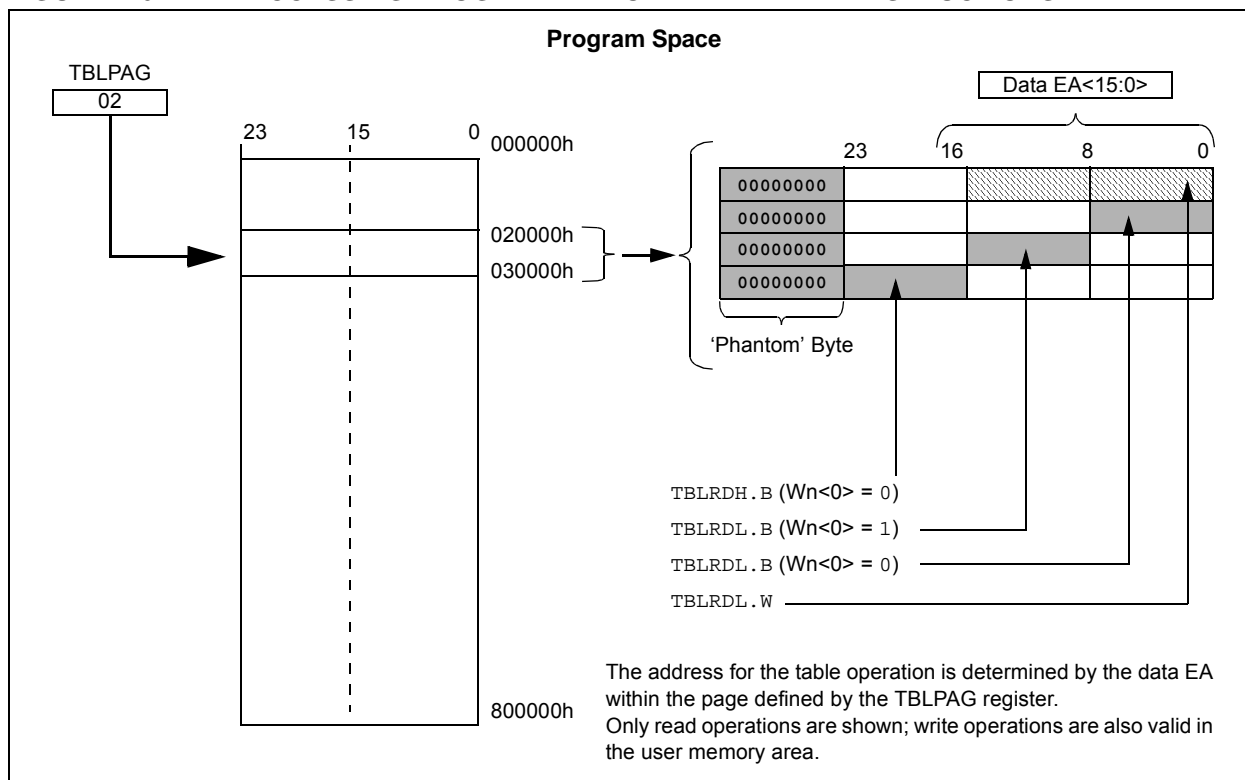 Program Space
TBLPAG
02
Data EA<15:0>
23 15 0
000000h
23 16 8 0
00000000
00000000
00000000
00000000
020000h
030000h
‘Phantom’ Byte
TBLRDH.B (Wn<0> = 0)
TBLRDL.B (Wn<0> = 1)
TBLRDL.B (Wn<0> = 0)
TBLRDL.W
The address for the table operation is determined by the data EA
within the page defined by the TBLPAG register.
Only read operations are shown; write operations are also valid in
the user memory area.
800000h